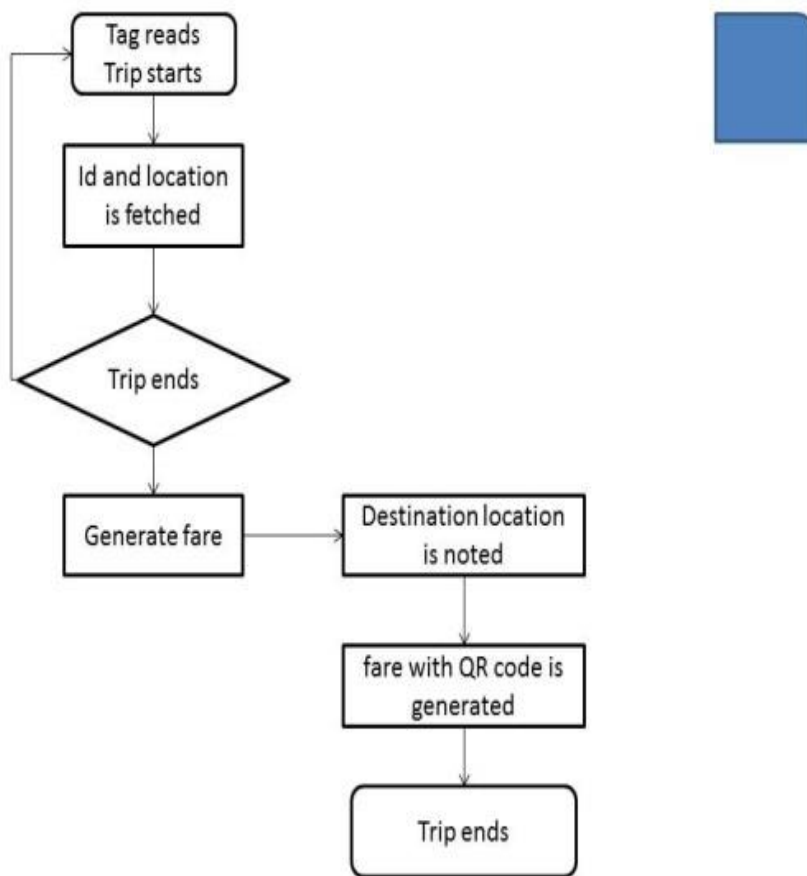 Tag reads
Trip starts
Id and location
is fetched
Trip ends
Generate fare
Destination location
is noted
fare with QR code is
generated
Trip ends